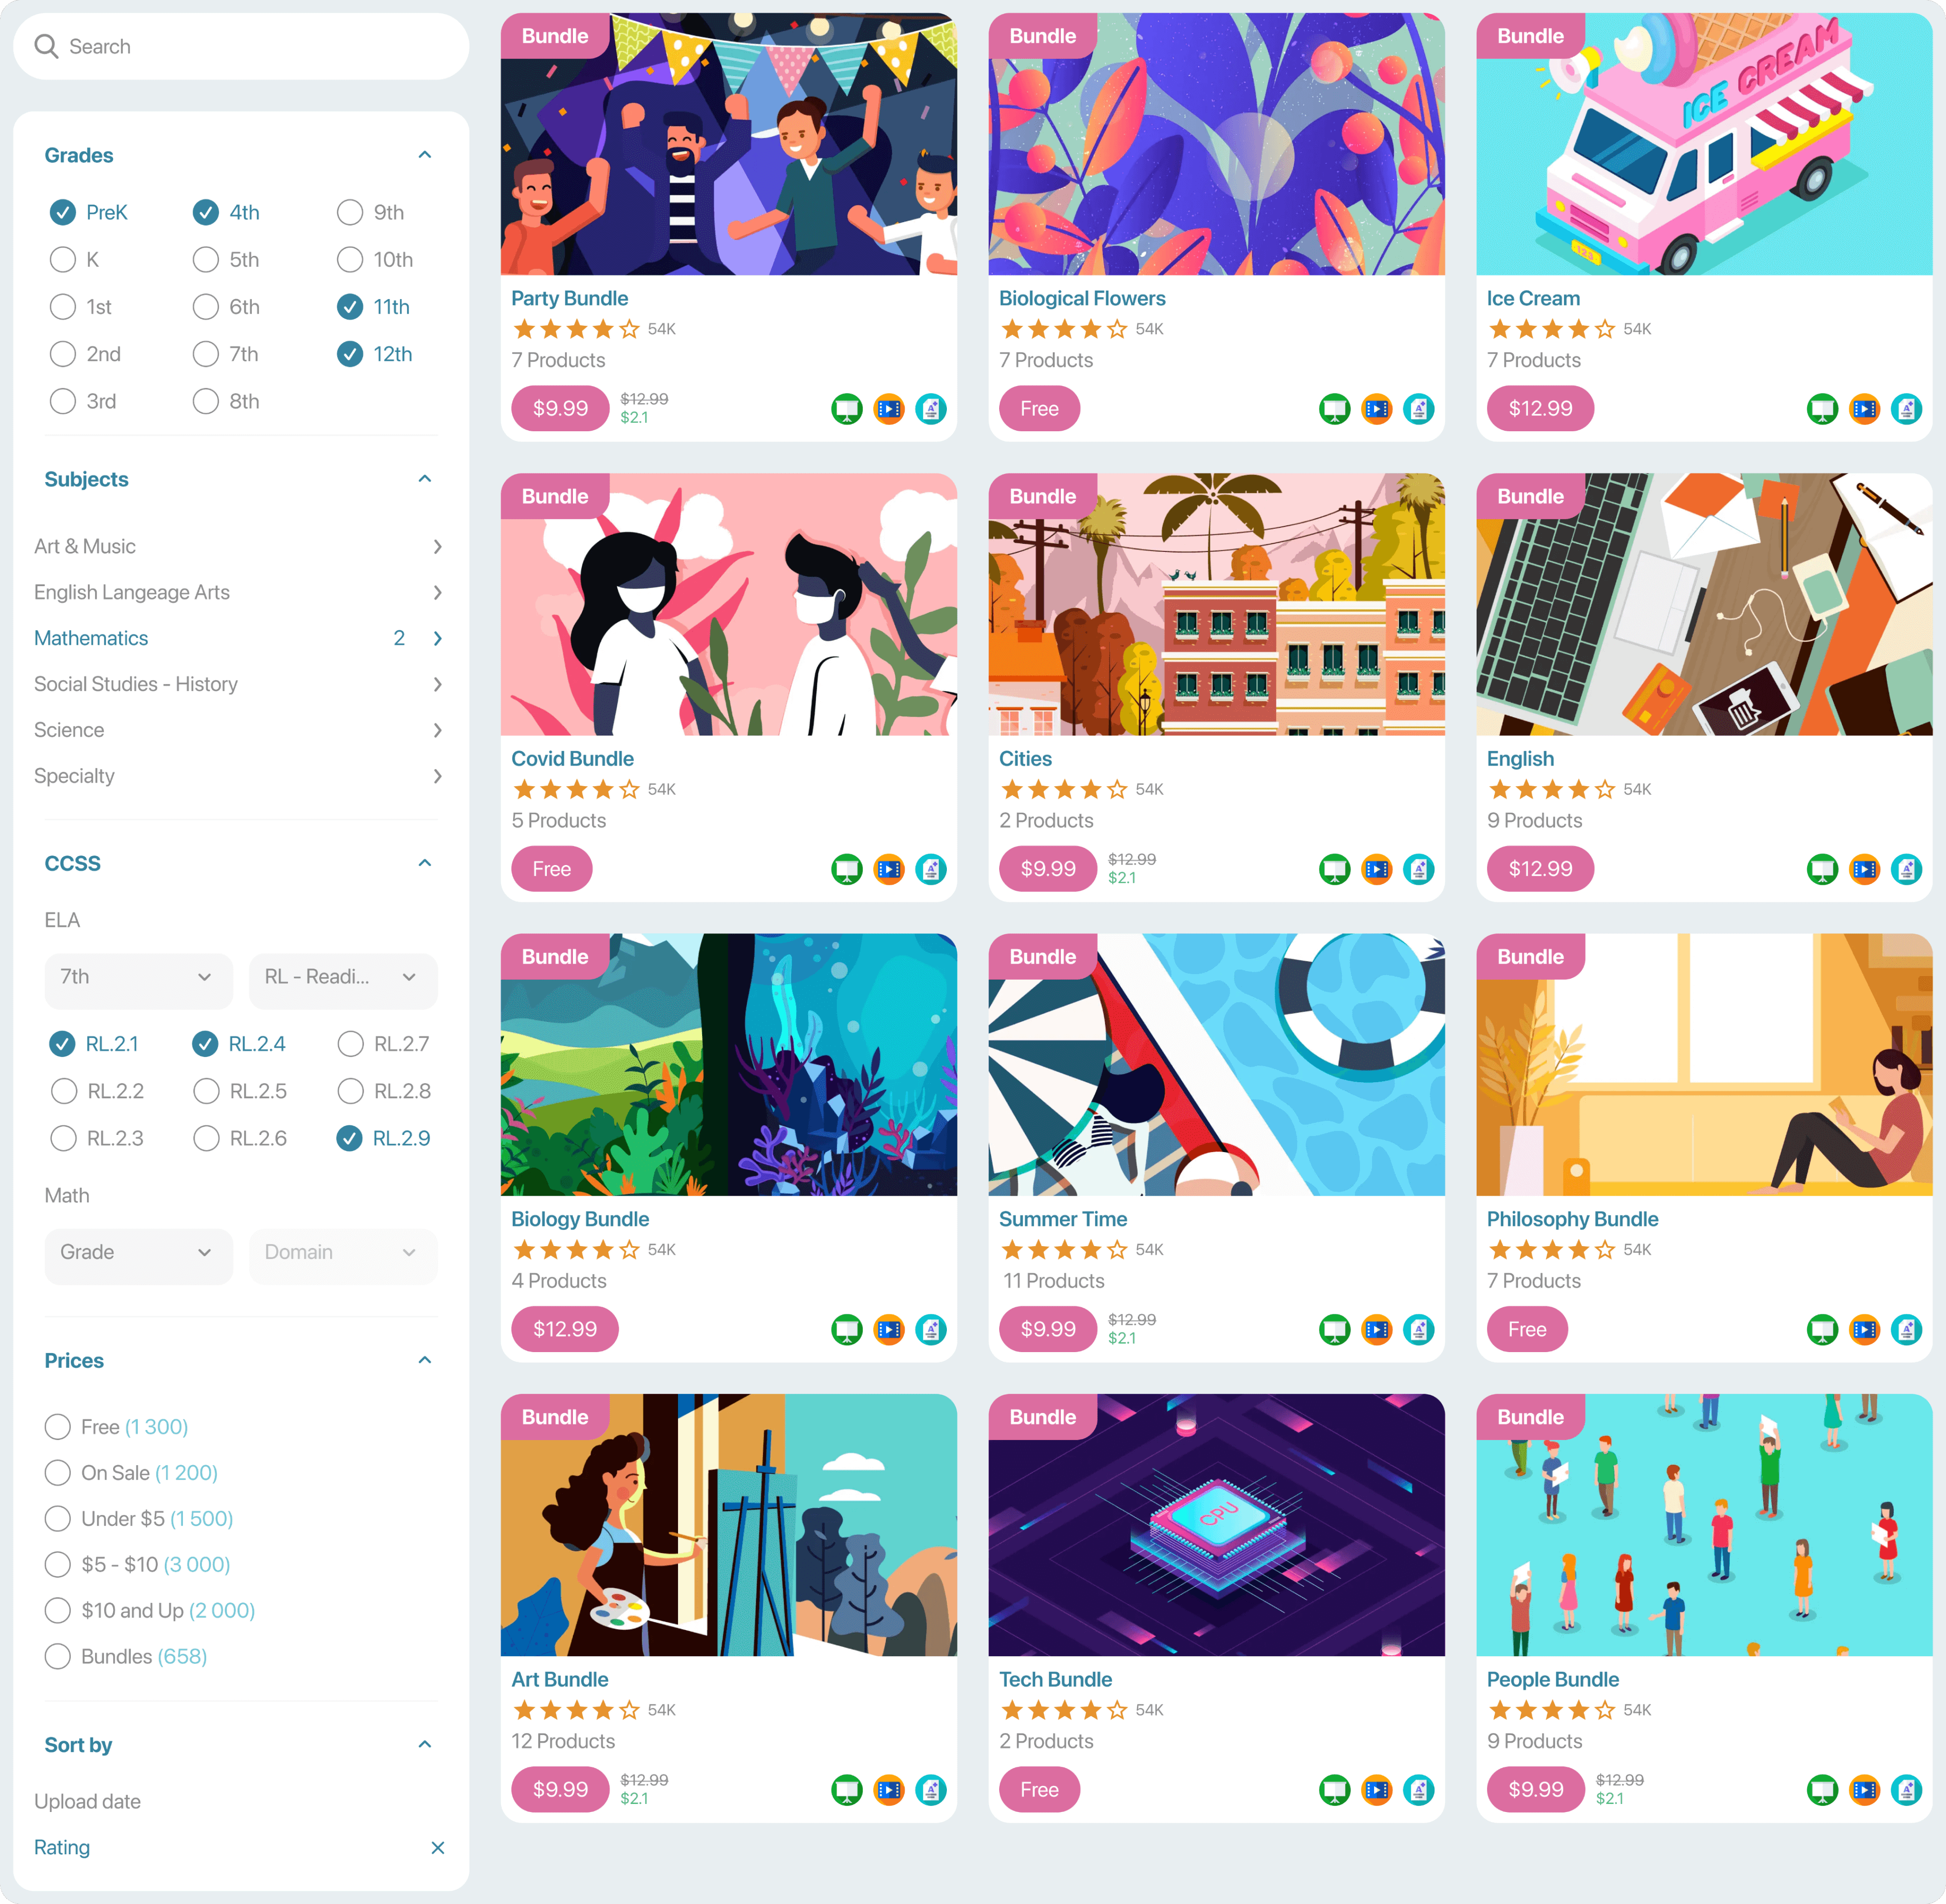 Search
Grades
PreK 4th 9th
K 5th 10th
1st 6th 11th
2nd 7th 12th
3rd 8th
Subjects
Art & Music
English Langeage Arts
Mathematics 2
Social Studies - History
Science
Specialty
CCSS
ELA
7th RL - Readi...
RL.2.1 RL.2.4 RL.2.7
RL.2.2 RL.2.5 RL.2.8
RL.2.3 RL.2.6 RL.2.9
Math
Grade Domain
Prices
Free (1 300)
On Sale (1 200)
Under $5 (1 500)
$5 - $10 (3 000)
$10 and Up (2 000)
Bundles (658)
Sort by
Upload date
Rating
Bundle
Party Bundle
54K
7 Products
$9.99 $12.99
$2.1
Bundle
Biological Flowers
54K
7 Products
Free
Bundle
ICE CREAM
123
Ice Cream
54K
7 Products
$12.99
Bundle
Covid Bundle
54K
5 Products
Free
Bundle
Cities
54K
2 Products
$9.99 $12.99
$2.1
Bundle
English
54K
9 Products
$12.99
Bundle
Biology Bundle
54K
4 Products
$12.99
Bundle
Summer Time
54K
11 Products
$9.99 $12.99
$2.1
Bundle
Philosophy Bundle
54K
7 Products
Free
Bundle
Art Bundle
54K
12 Products
$9.99 $12.99
$2.1
Bundle
CPU
Tech Bundle
54K
2 Products
Free
Bundle
People Bundle
54K
9 Products
$9.99 $12.99
$2.1